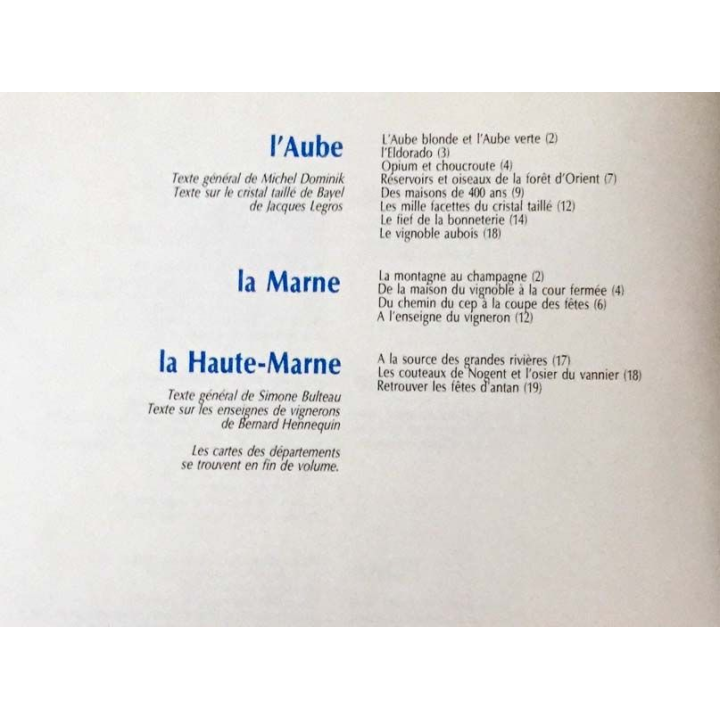 l'Aube
Texte général de Michel Dominik
Texte sur le cristal taillé de Bayel
de Jacques Legros
L'Aube blonde et l'Aube verte (2)
l'Eldorado (3)
Opium et choucroute (4)
Réservoirs et oiseaux de la forêt d'Orient (7)
Des maisons de 400 ans (9)
Les mille facettes du cristal taillé (12)
Le fief de la bonneterie (14)
Le vignoble aubois (18)
la Marne
La montagne au champagne (2)
De la maison du vignoble à la cour fermée (4)
Du chemin du cep à la coupe des fêtes (6)
A l'enseigne du vigneron (12)
la Haute-Marne
Texte général de Simone Bulteau
Texte sur les enseignes de vignerons
de Bernard Hennequin
Les cartes des départements
se trouvent en fin de volume.
A la source des grandes rivières (17)
Les couteaux de Nogent et l'osier du vannier (18)
Retrouver les fêtes d'antan (19)